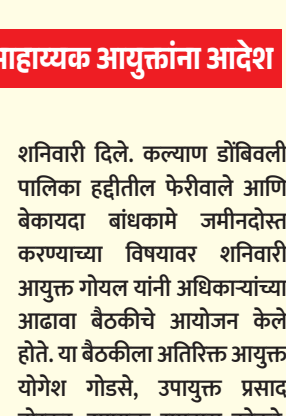 साहाय्यक आयुक्तांना आदेश
शनिवारी दिले. कल्याण डोंबिवली
पालिका हद्दीतील फेरीवाले आणि
बेकायदा बांधकामे जमीनदोस्त
करण्याच्या विषयावर शनिवारी
आयुक्त गोयल यांनी अधिकाऱ्यांच्या
आढावा बैठकीचे आयोजन केले
होते. या बैठकीला अतिरिक्त आयुक्त
योगेश गोडसे, उपायुक्त प्रसाद